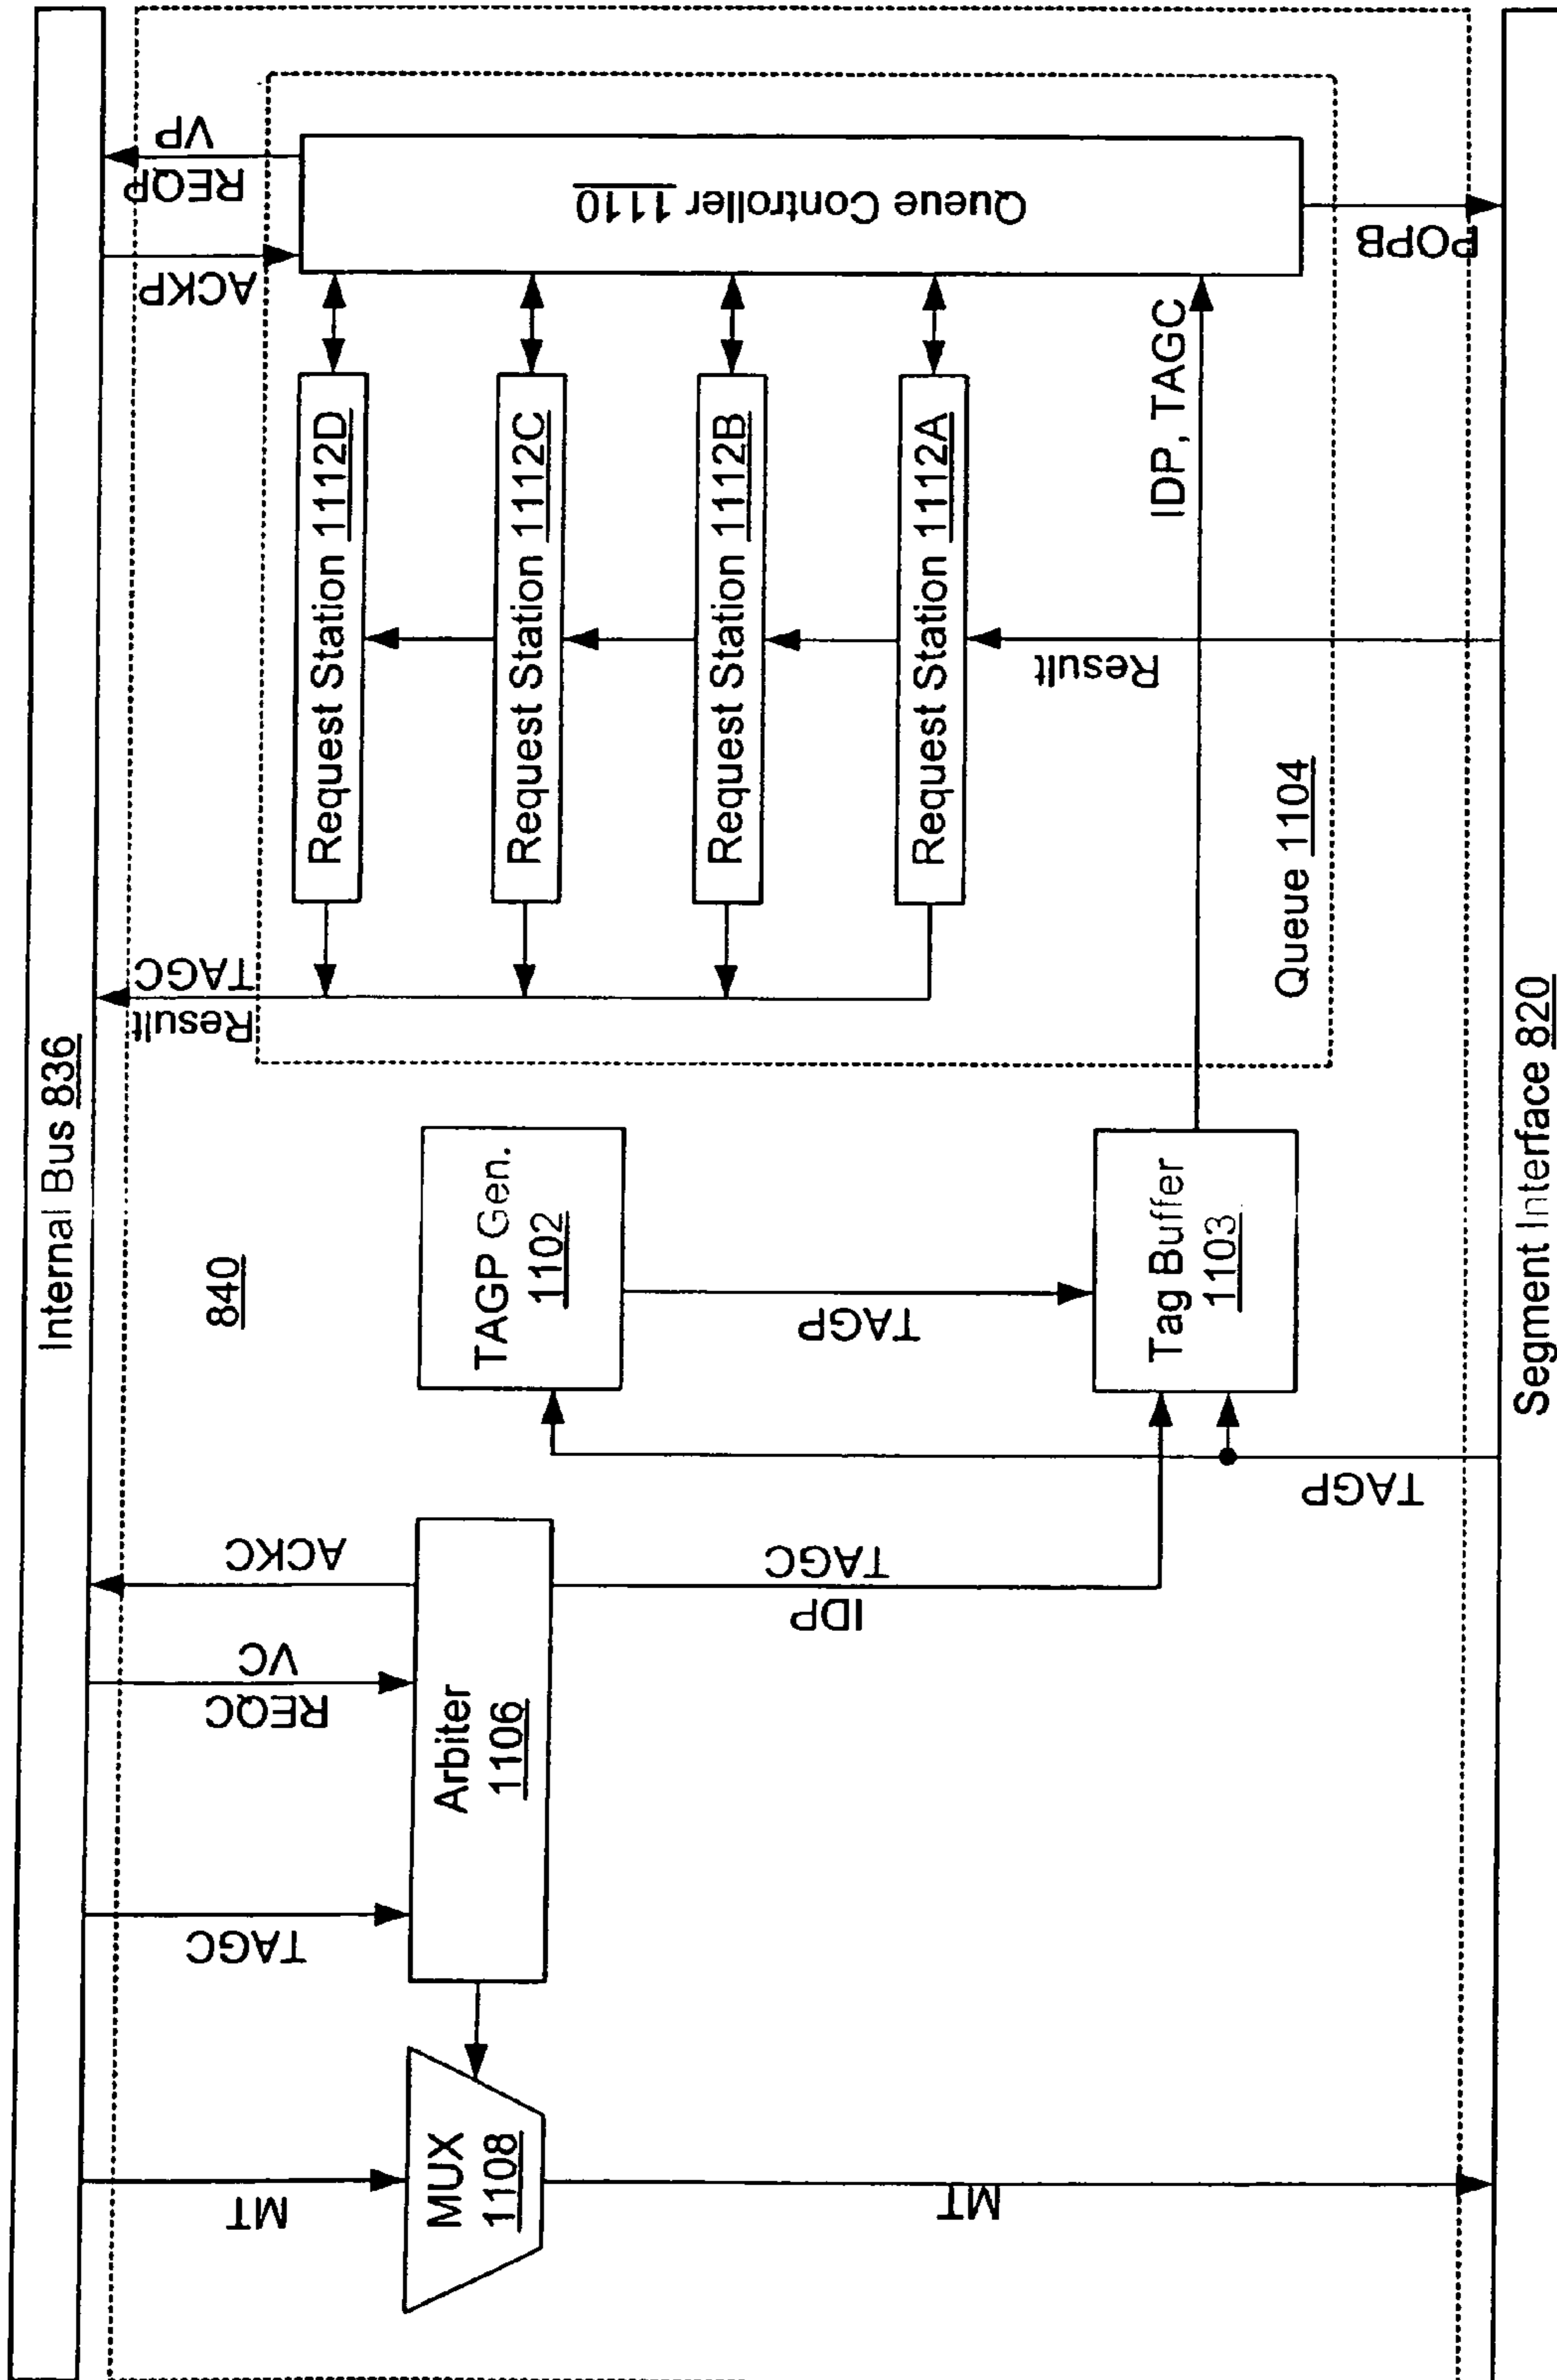 Internal Bus 836
840
MT
TAGC
REQC
VC
ACKC
Result
TAGC
ACKP
REQP
VP
MUX
1108
Arbiter
1106
TAGP Gen.
1102
Request Station 1112D
Request Station 1112C
Request Station 1112B
Request Station 1112A
Queue Controller 1110
IDP
TAGC
TAGP
Result
IDP, TAGC
Tag Buffer
1103
Queue 1104
MT
TAGP
POPB
Segment Interface 820